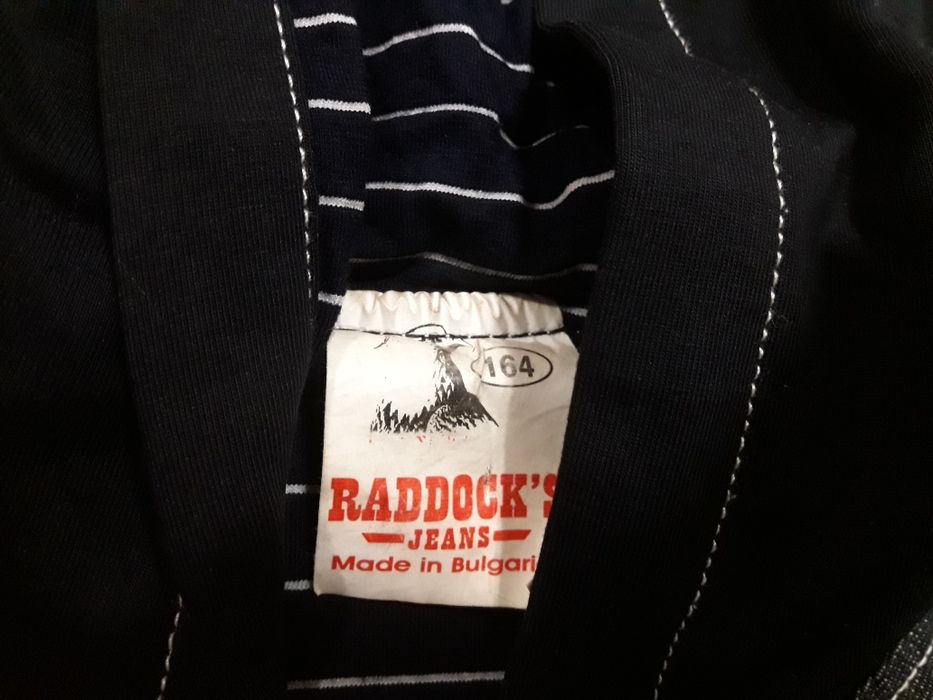 164
RADDOCK'S
JEANS
Made in Bulgari